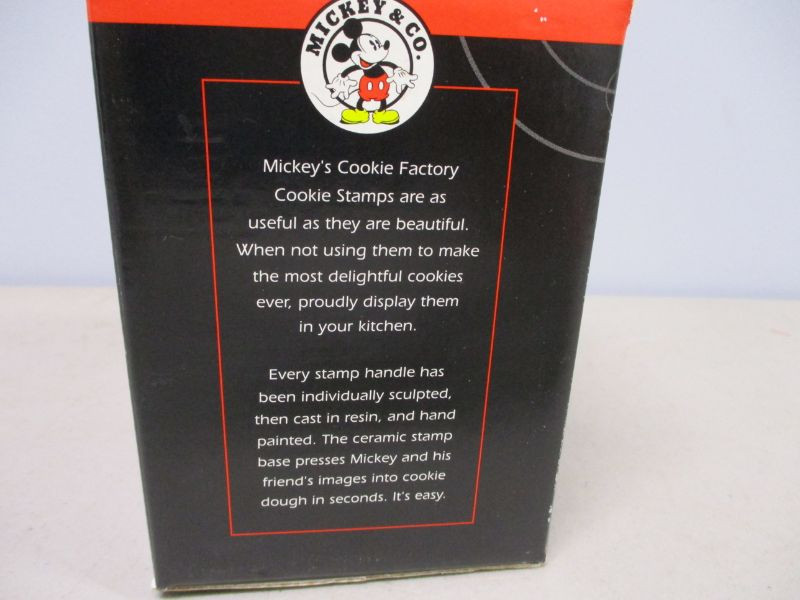 MICKEY & CO.
Mickey's Cookie Factory
Cookie Stamps are as
useful as they are beautiful.
When not using them to make
the most delightful cookies
ever, proudly display them
in your kitchen.
Every stamp handle has
been individually sculpted,
then cast in resin, and hand
painted. The ceramic stamp
base presses Mickey and his
friend's images into cookie
dough in seconds. It's easy.